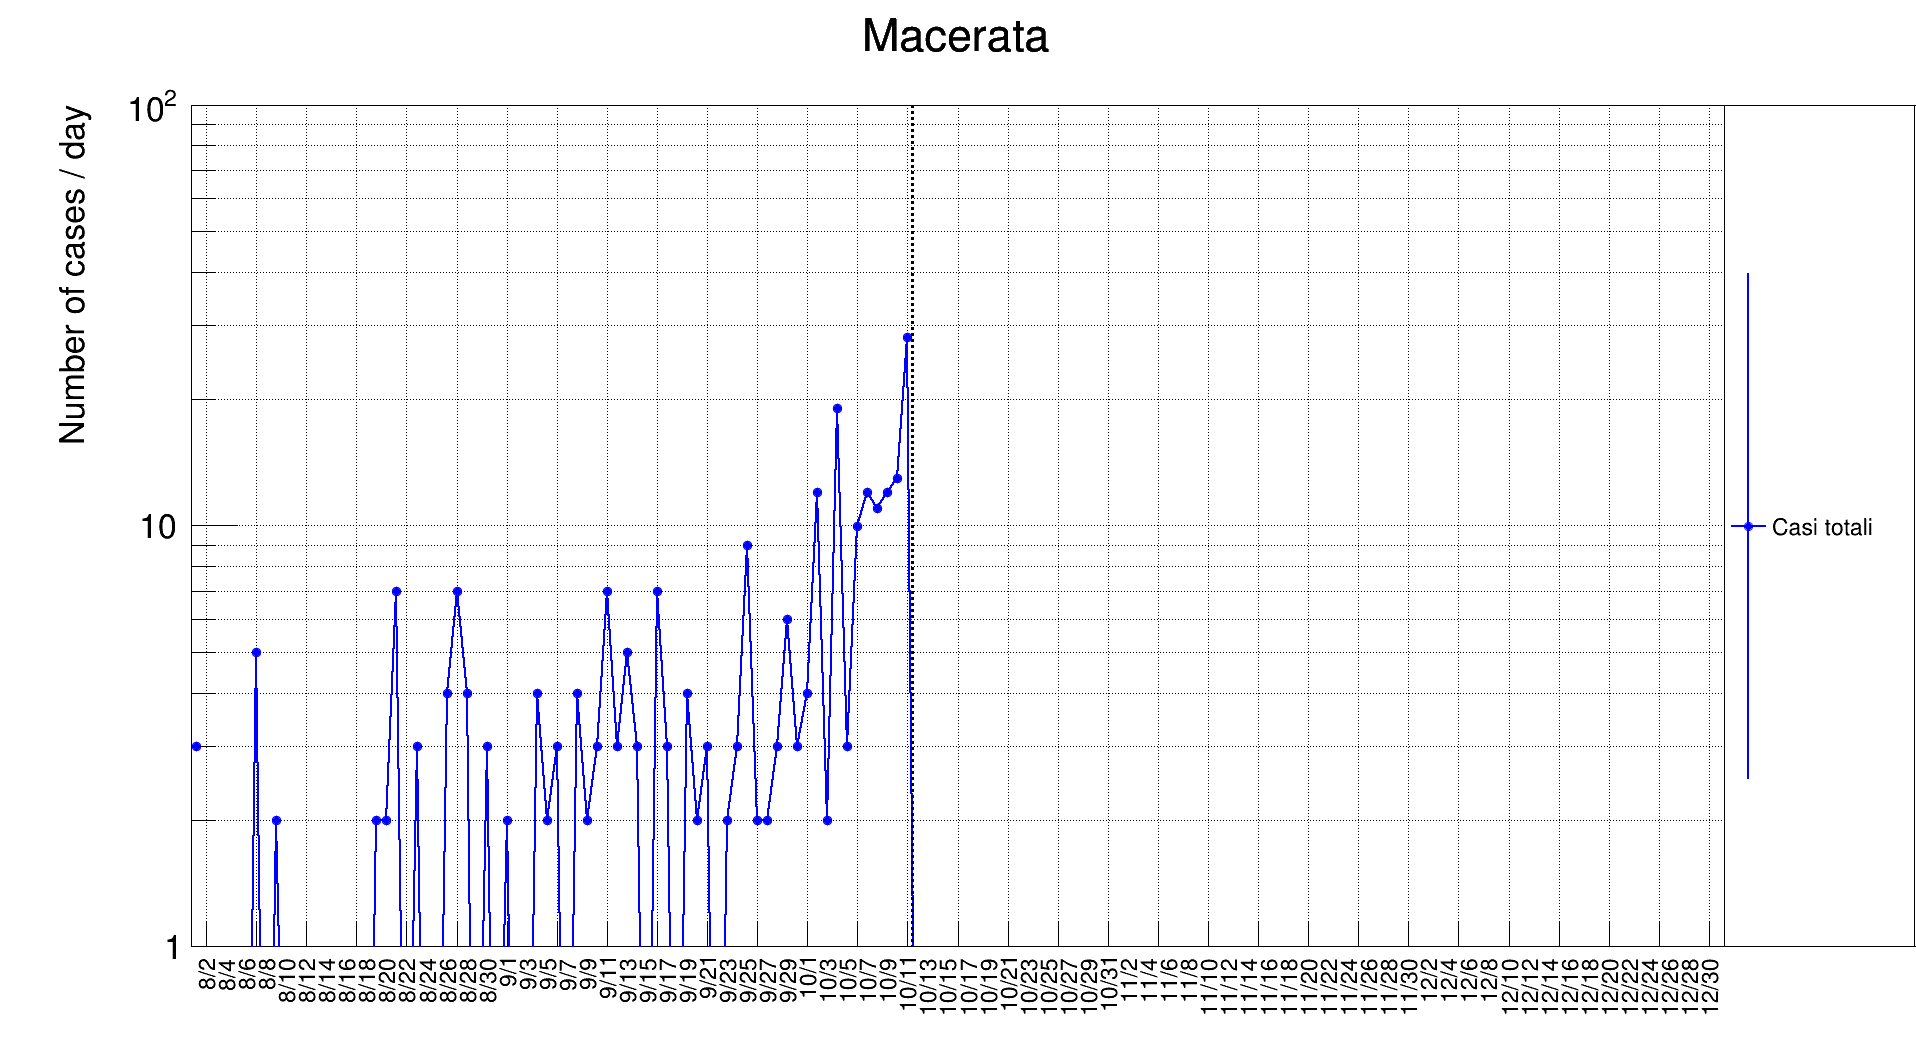 Macerata
Number of cases / day
10²
10
1
8/2 8/4 8/6 8/8 8/10 8/12 8/14 8/16 8/18 8/20 8/22 8/24 8/26 8/28 8/30 9/1 9/3 9/5 9/7 9/9 9/11 9/13 9/15 9/17 9/19 9/21 9/23 9/25 9/27 9/29 10/1 10/3 10/5 10/7 10/9 10/11 10/13 10/15 10/17 10/19 10/21 10/23 10/25 10/27 10/29 10/31 11/2 11/4 11/6 11/8 11/10 11/12 11/14 11/16 11/18 11/20 11/22 11/24 11/26 11/28 11/30 12/2 12/4 12/6 12/8 12/10 12/12 12/14 12/16 12/18 12/20 12/22 12/24 12/26 12/28 12/30
Casi totali